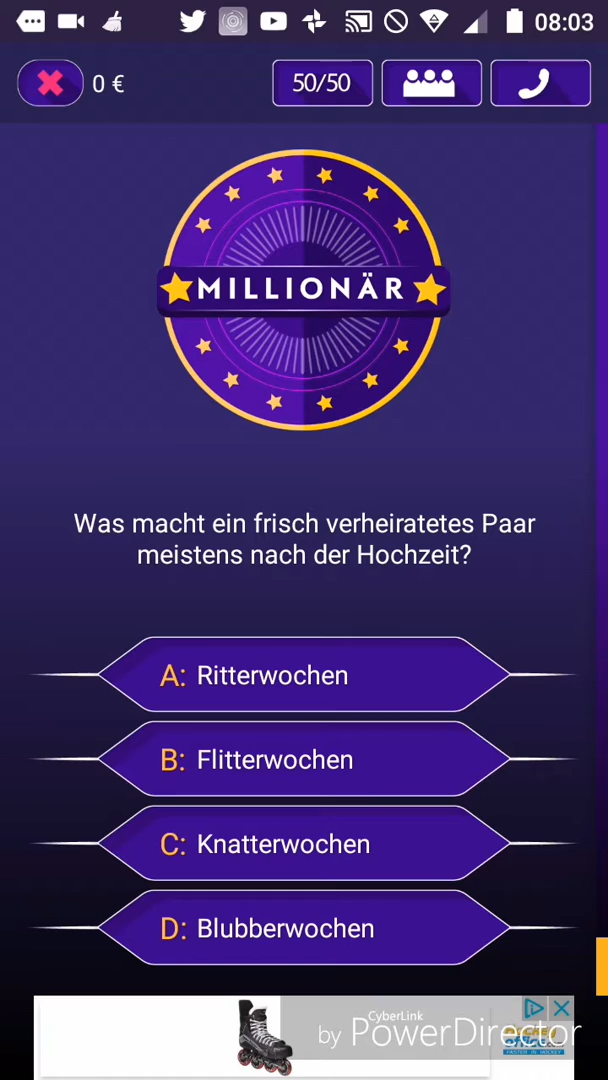 08:03
0 €
50/50
MILLIONÄR
Was macht ein frisch verheiratetes Paar
meistens nach der Hochzeit?
A: Ritterwochen
B: Flitterwochen
C: Knatterwochen
D: Blubberwochen
CyberLink
by PowerDirector